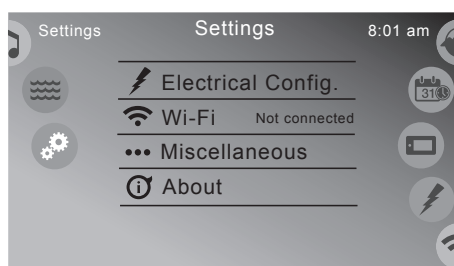 Settings
Settings
8:01 am
Electrical Config.
Wi-Fi Not connected
Miscellaneous
About
31